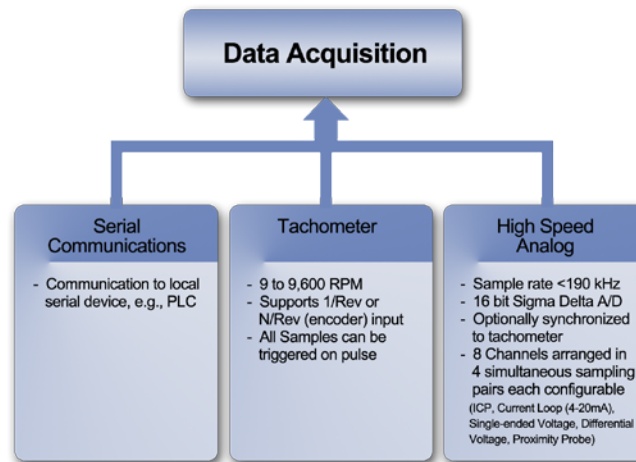 Data Acquisition
Serial
Communications
- Communication to local
serial device, e.g., PLC
Tachometer
- 9 to 9,600 RPM
- Supports 1/Rev or
N/Rev (encoder) input
- All Samples can be
triggered on pulse
High Speed
Analog
- Sample rate <190 kHz
- 16 bit Sigma Delta A/D
- Optionally synchronized
to tachometer
- 8 Channels arranged in
4 simultaneous sampling
pairs each configurable
(ICP, Current Loop (4-20mA),
Single-ended Voltage, Differential
Voltage, Proximity Probe)